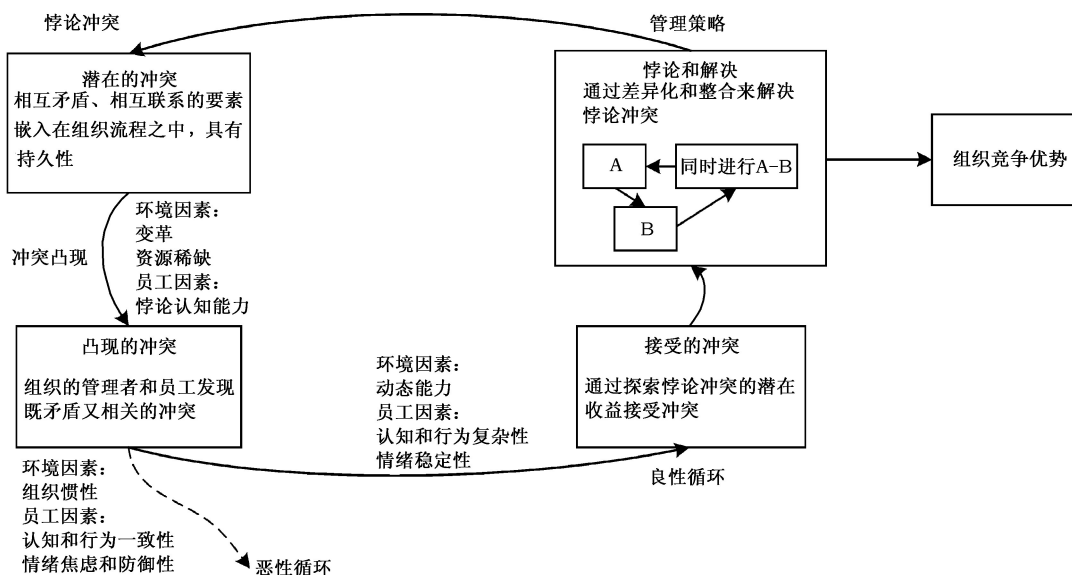 悖论冲突
管理策略
潜在的冲突
相互矛盾、相互联系的要素
嵌入在组织流程之中，具有
持久性
悖论和解决
通过差异化和整合来解决
悖论冲突
A
同时进行A-B
B
组织竞争优势
环境因素：
变革
资源稀缺
员工因素：
悖论认知能力
冲突凸现
凸现的冲突
组织的管理者和员工发现
既矛盾又相关的冲突
环境因素：
动态能力
员工因素：
认知和行为复杂性
情绪稳定性
接受的冲突
通过探索悖论冲突的潜在
收益接受冲突
良性循环
环境因素：
组织惯性
员工因素：
认知和行为一致性
情绪焦虑和防御性
恶性循环